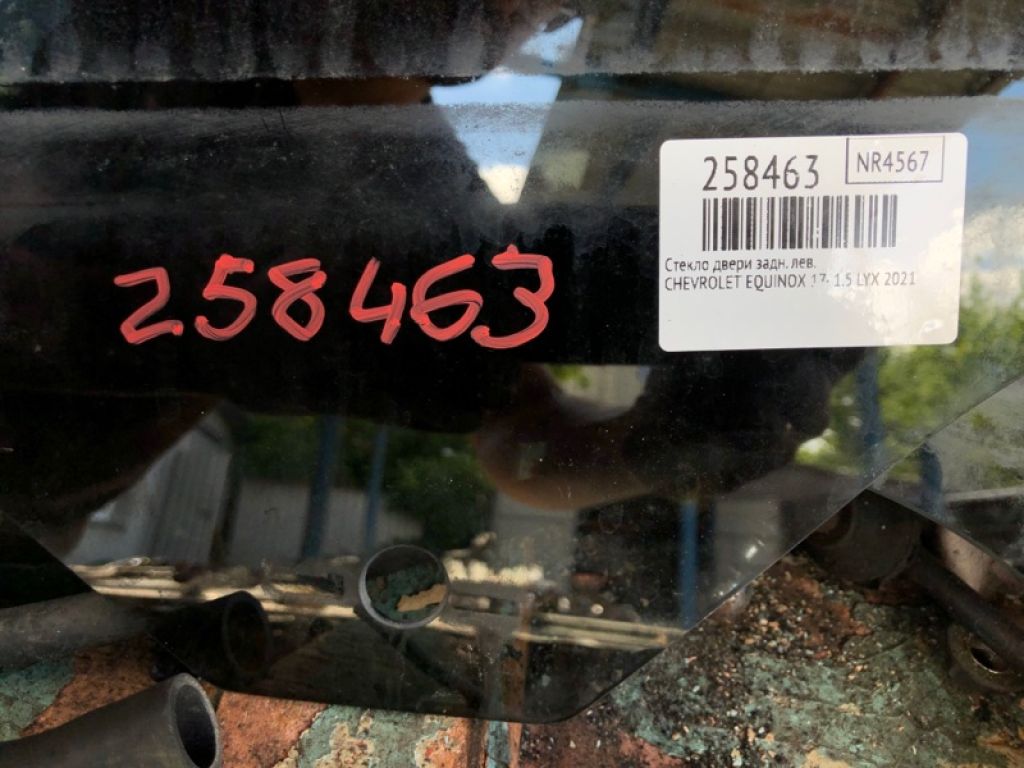 258463
NR4567
Стекло двери задн. лев.
CHEVROLET EQUINOX 17- 1.5 LYX 2021
258463